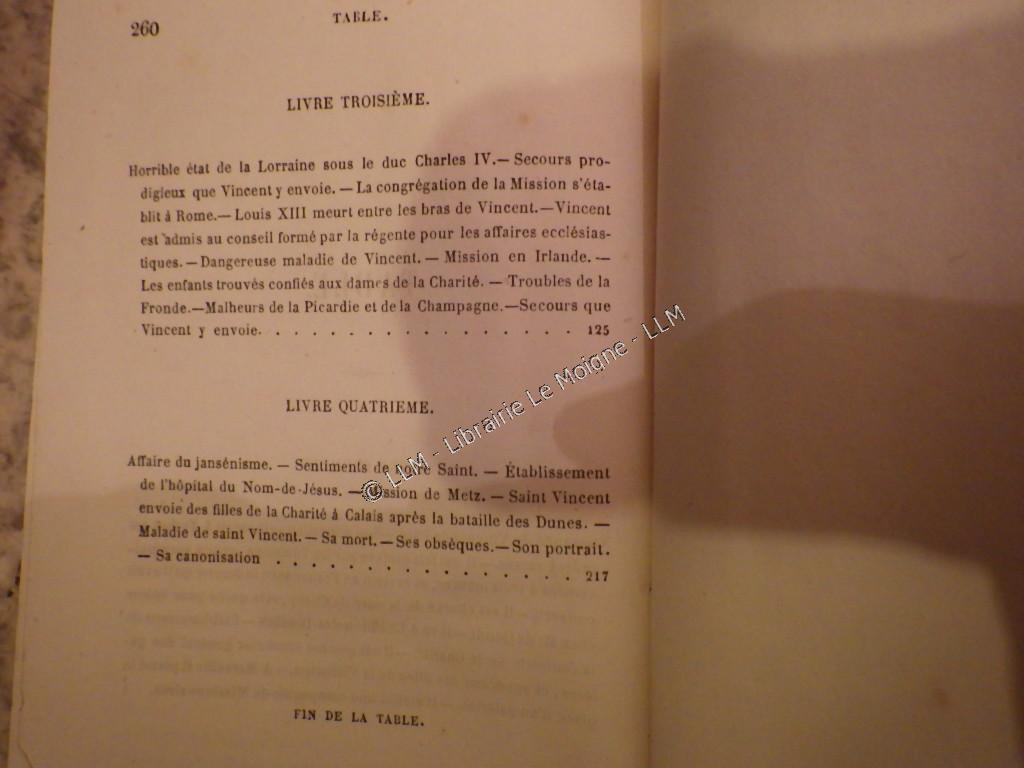 260
TABLE.
LIVRE TROISIÈME.
Horrible état de la Lorraine sous le duc Charles IV.— Secours pro-
digieux que Vincent y envoie. — La congrégation de la Mission s'éta-
blit à Rome.— Louis XIII meurt entre les bras de Vincent.—Vincent
est admis au conseil formé par la régente pour les affaires ecclésias-
tiques. — Dangereuse maladie de Vincent. — Mission en Irlande. —
Les enfants trouvés confiés aux dames de la Charité. — Troubles de la
Fronde.—Malheurs de la Picardie et de la Champagne.—Secours que
Vincent y envoie. . . . . . . . . . . . . . . . . . 125
LIVRE QUATRIEME.
Affaire du jansénisme. — Sentiments de notre Saint. — Établissement
de l'hôpital du Nom-de-Jésus. — Mission de Metz. — Saint Vincent
envoie des filles de la Charité à Calais après la bataille des Dunes. —
Maladie de saint Vincent. — Sa mort. — Ses obsèques.— Son portrait.
— Sa canonisation . . . . . . . . . . . . . . . . 217
FIN DE LA TABLE.
© LLM - Librairie Le Moigne - LLM